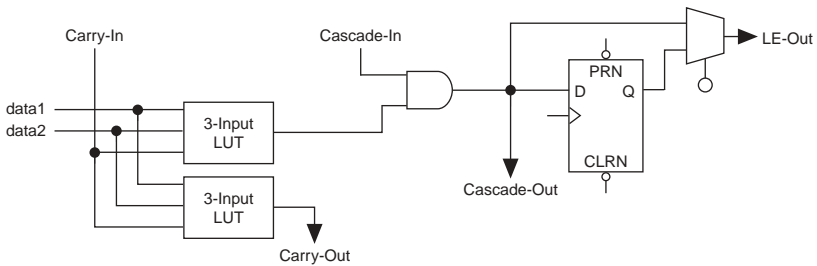 Carry-In
Cascade-In
LE-Out
PRN
data1
D
Q
data2
3-Input
LUT
CLRN
3-Input
LUT
Cascade-Out
Carry-Out